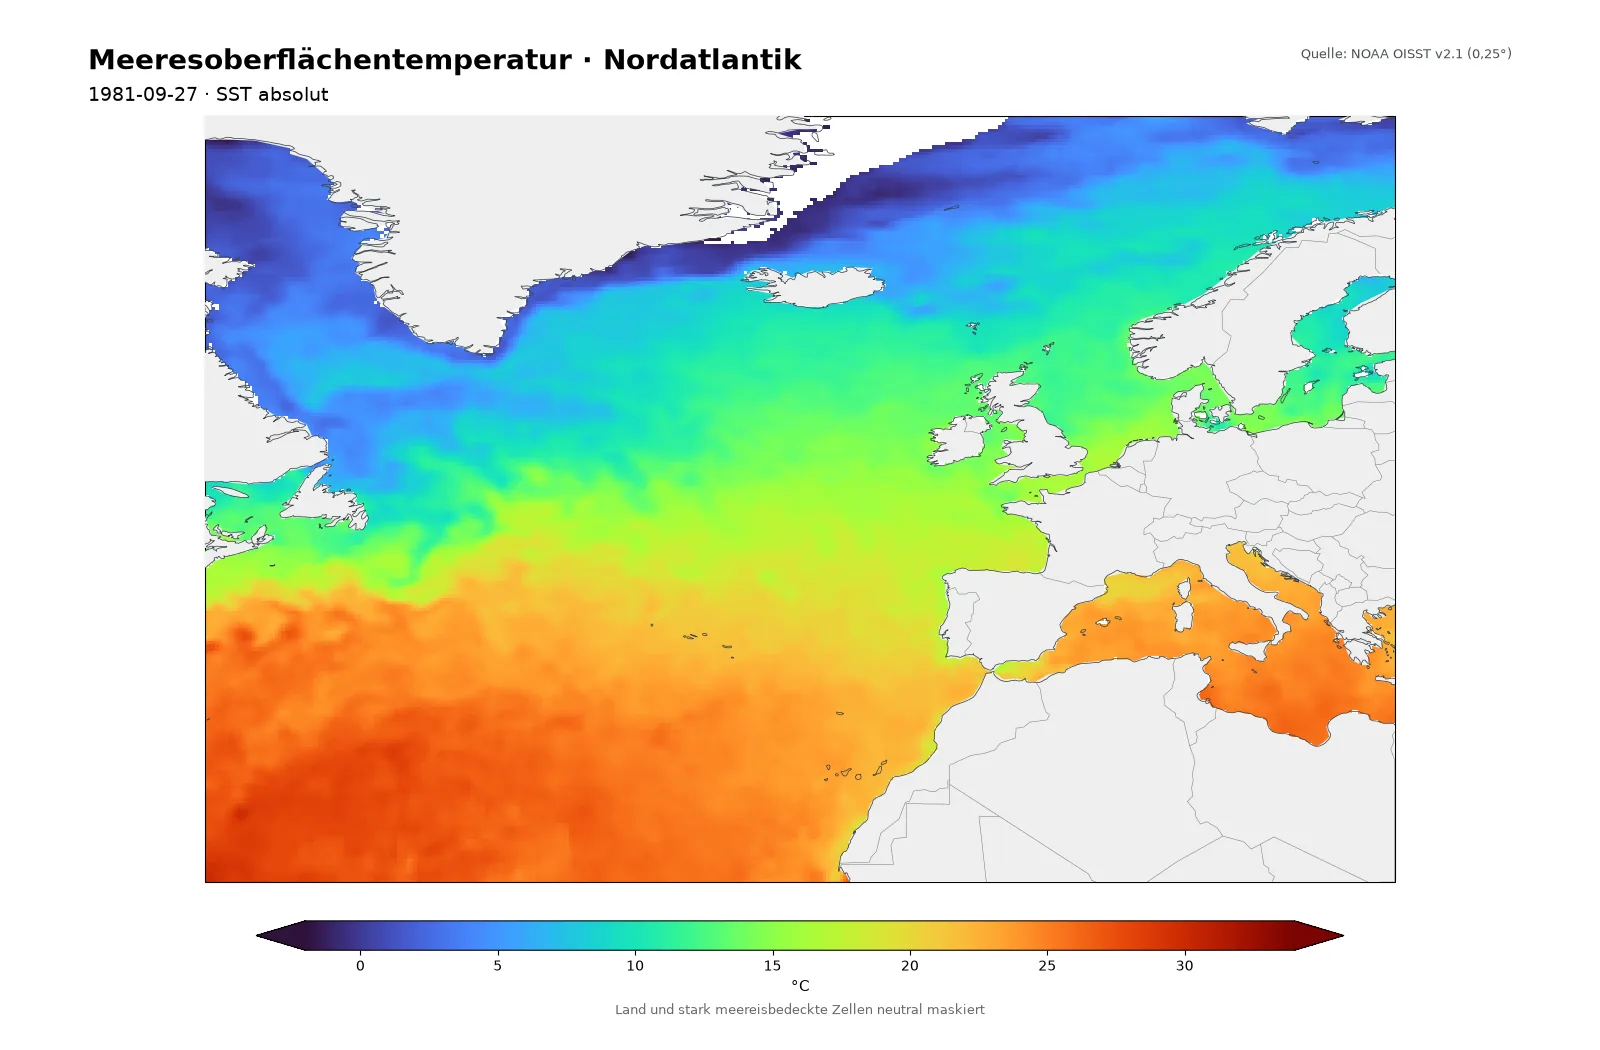 Meeresoberflächentemperatur · Nordatlantik
Quelle: NOAA OISST v2.1 (0,25°)
1981-09-27 · SST absolut
0 5 10 15 20 25 30
°C
Land und stark meereisbedeckte Zellen neutral maskiert